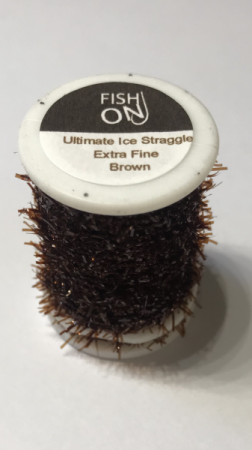 FISH
ON
Ultimate Ice Straggle
Extra Fine
Brown